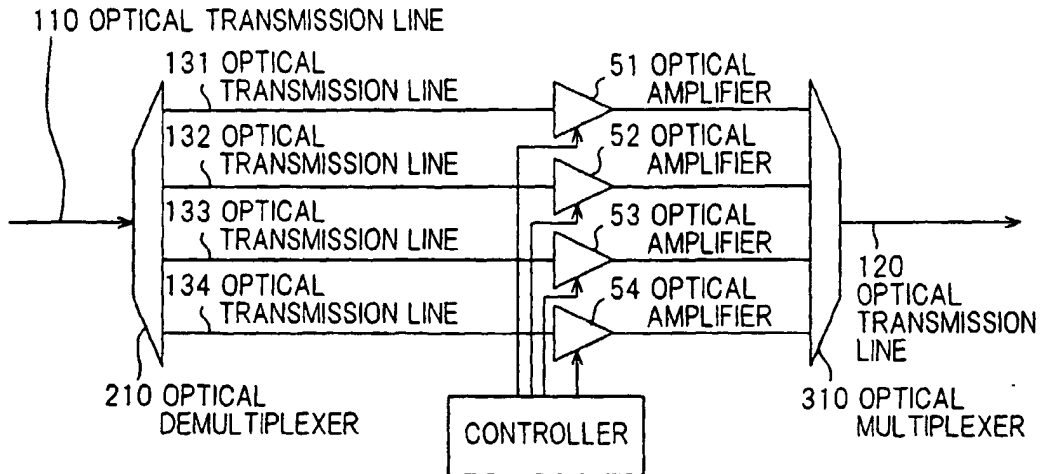 110 OPTICAL TRANSMISSION LINE
131 OPTICAL
TRANSMISSION LINE
51 OPTICAL
AMPLIFIER
132 OPTICAL
TRANSMISSION LINE
52 OPTICAL
AMPLIFIER
133 OPTICAL
TRANSMISSION LINE
53 OPTICAL
AMPLIFIER
134 OPTICAL
TRANSMISSION LINE
54 OPTICAL
AMPLIFIER
120
OPTICAL
TRANSMISSION
LINE
210 OPTICAL
DEMULTIPLEXER
310 OPTICAL
MULTIPLEXER
CONTROLLER